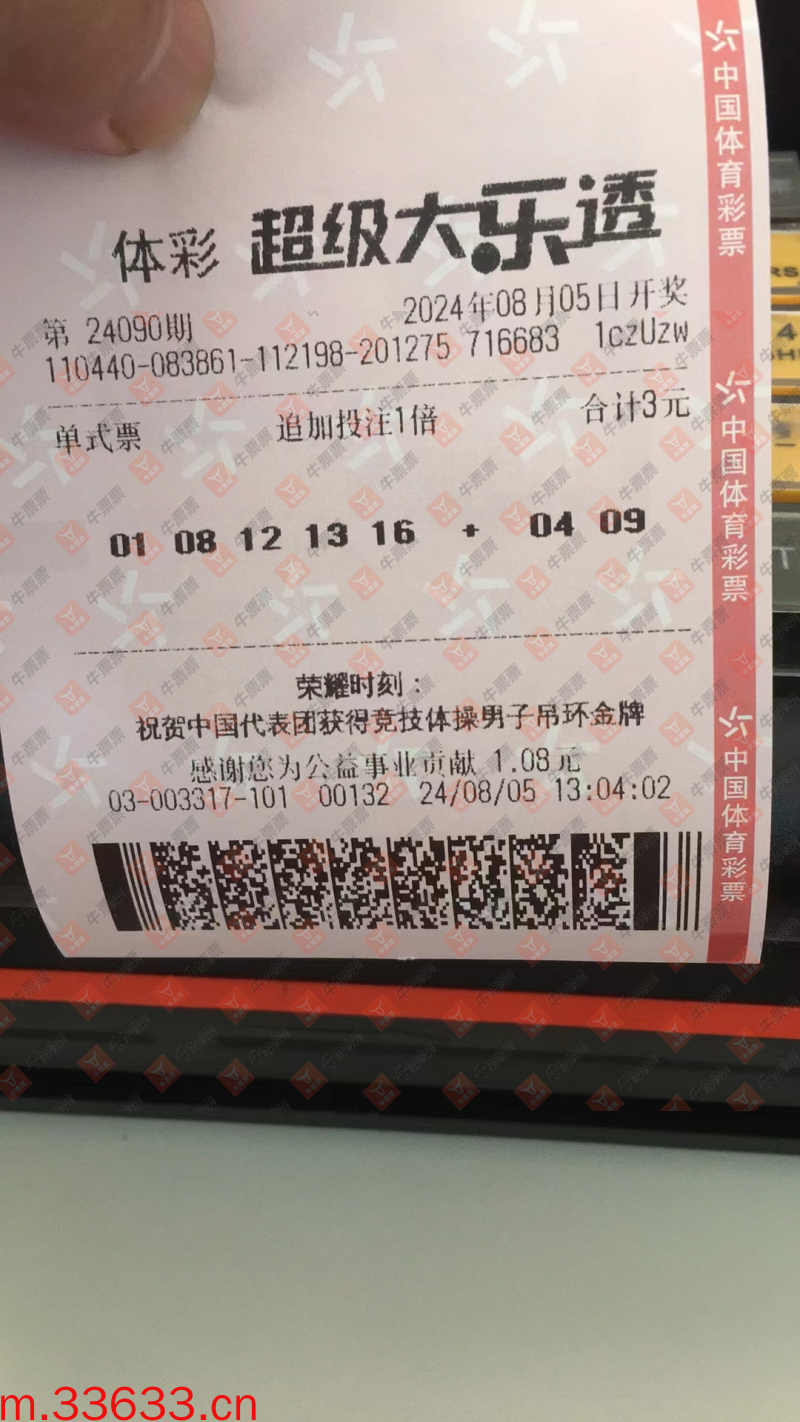 体彩 超级大乐透
第 24090期 2024年08月05日开奖
110440-083861-112198-201275 716683 1czUzw
单式票 追加投注1倍 合计3元
01 08 12 13 16 + 04 09
荣耀时刻：
祝贺中国代表团获得竞技体操男子吊环金牌
感谢您为公益事业贡献 1.08元
03-003317-101 00132 24/08/05 13:04:02
中国体育彩票
中国体育彩票
中国体育彩票
牛票票
m.33633.cn